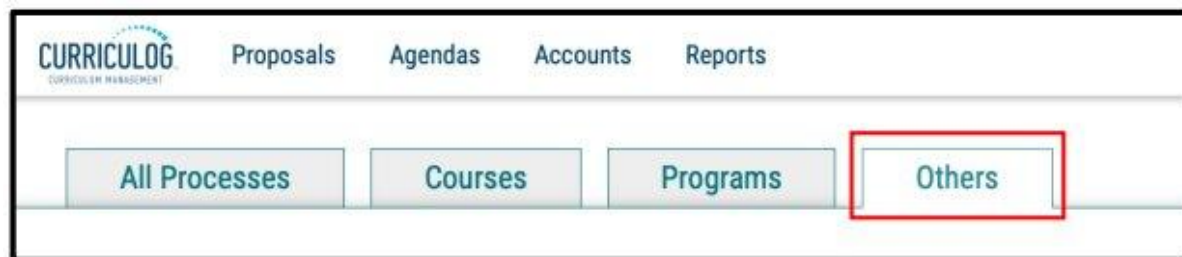 CURRICULOG Proposals Agendas Accounts Reports
CURRICULUM MANAGEMENT
All Processes Courses Programs Others